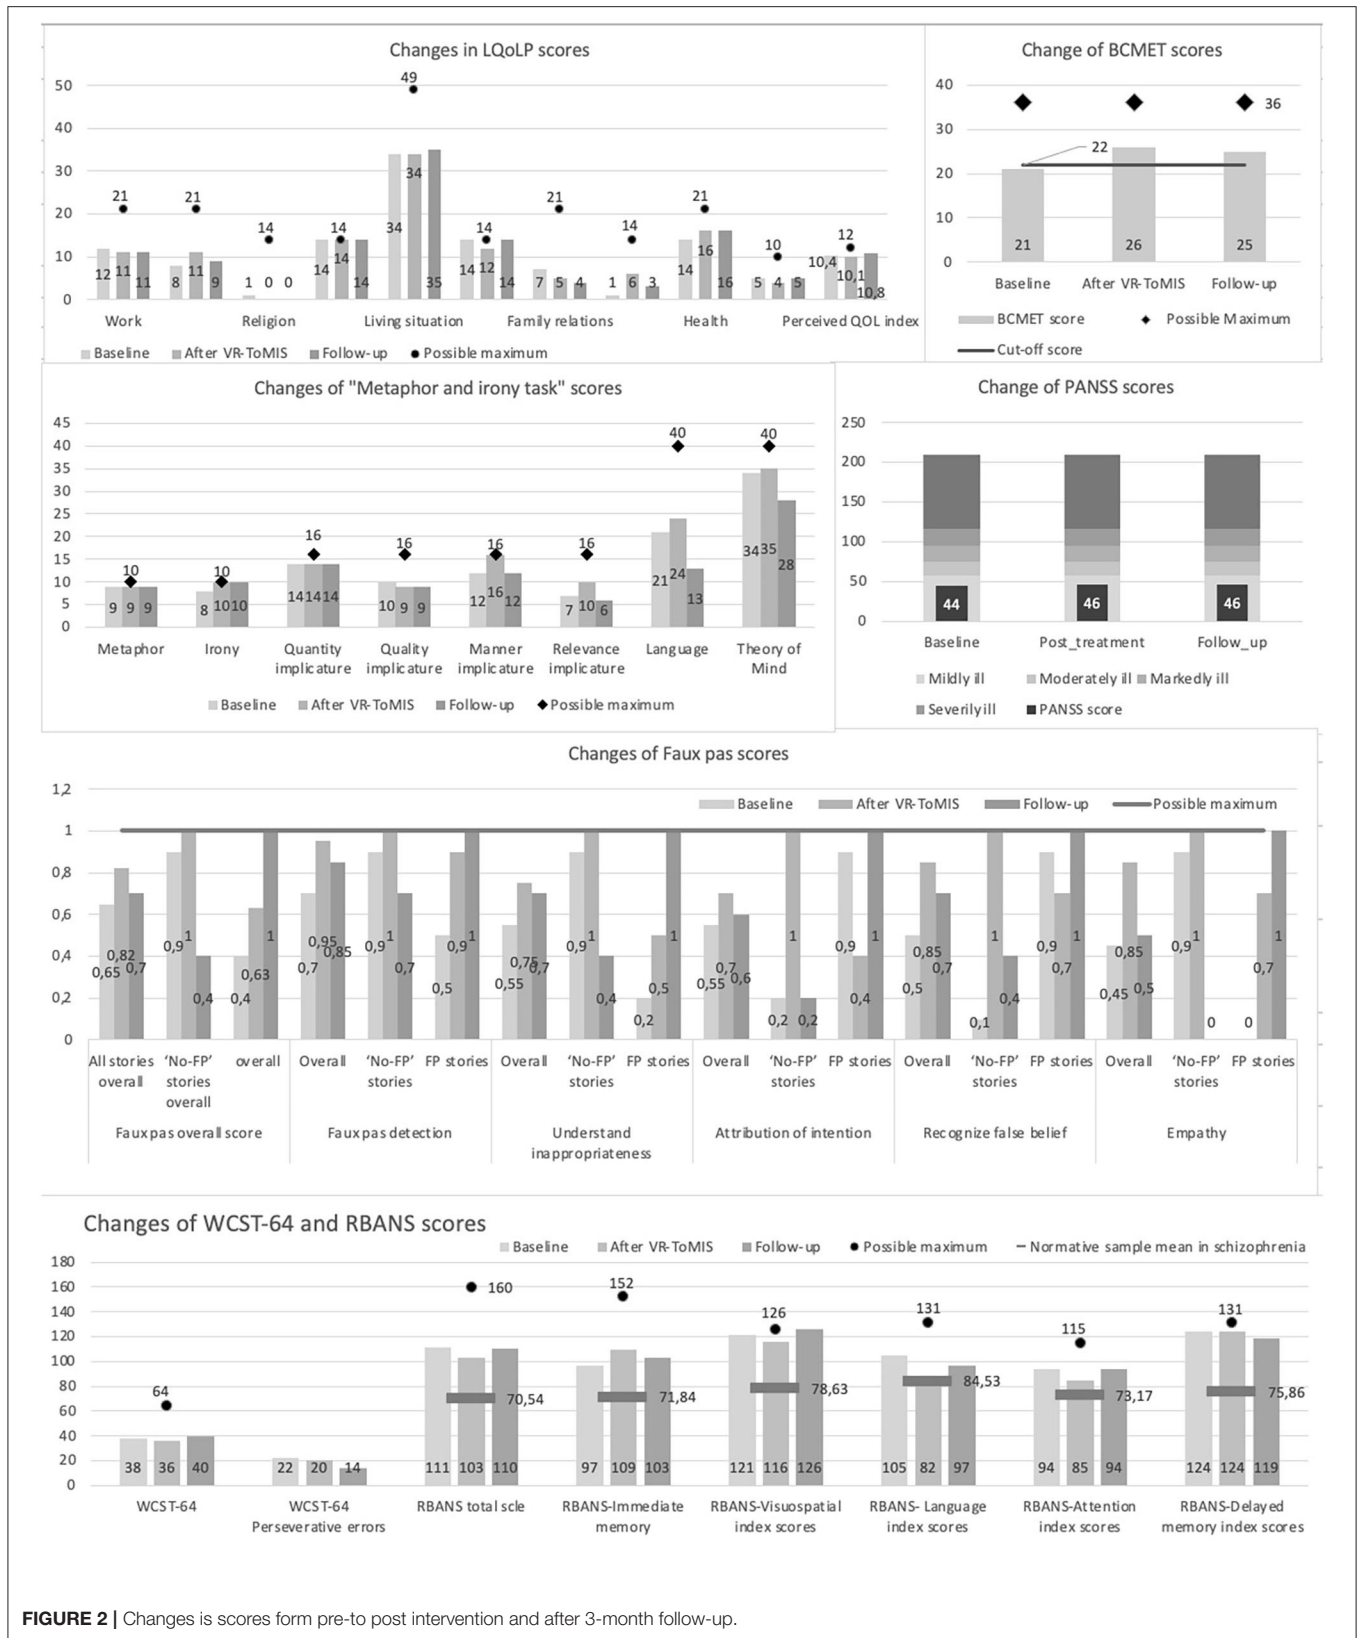 Changes in LQoLP scores
50
40
30
20
10
0
49
21 21 14 14 14 21 14 21 10 12
12 11 11 8 11 9 1 0 0 14 14 14 34 34 35 14 12 14 7 5 4 1 6 3 14 16 16 5 4 5 10,4 10,1 10,8
Work Religion Living situation Family relations Health Perceived QOL index
Baseline After VR-ToMIS Follow-up Possible maximum
Change of BCMET scores
40
30
20
10
0
36
22
21 26 25
Baseline After VR-ToMIS Follow-up
BCMET score Possible Maximum
Cut-off score
Changes of "Metaphor and irony task" scores
45
40
35
30
25
20
15
10
5
0
10 10 16 16 16 16 40 40
9 9 9 8 10 10 14 14 14 10 9 9 12 16 12 7 10 6 21 24 13 34 35 28
Metaphor Irony Quantity implicature Quality implicature Manner implicature Relevance implicature Language Theory of Mind
Baseline After VR-ToMIS Follow-up Possible maximum
Change of PANSS scores
250
200
150
100
50
0
44 46 46
Baseline Post_treatment Follow_up
Mildly ill Moderately ill Markedly ill
Severily ill PANSS score
Changes of Faux pas scores
Baseline After VR-ToMIS Follow-up Possible maximum
1,2
1
0,8
0,6
0,4
0,2
0
0,65 0,82 0,7 0,9 1 0,4 0,4 0,63 1
0,7 0,95 0,85 0,9 1 0,7 0,5 0,9 1
0,55 0,75 0,7 0,9 1 0,4 0,2 0,5 1
0,55 0,7 0,6 0,2 1 0,2 0,9 0,4 1
0,5 0,85 0,7 0,1 1 0,4 0,9 0,7 1
0,45 0,85 0,5 0,9 1 0 0 0,7 1
All stories overall ‘No-FP’ stories overall overall
Overall ‘No-FP’ stories FP stories
Overall ‘No-FP’ stories FP stories
Overall ‘No-FP’ stories FP stories
Overall ‘No-FP’ stories FP stories
Overall ‘No-FP’ stories FP stories
Faux pas overall score Faux pas detection Understand inappropriateness Attribution of intention Recognize false belief Empathy
Changes of WCST-64 and RBANS scores
Baseline After VR-ToMIS Follow-up Possible maximum Normative sample mean in schizophrenia
180
160
140
120
100
80
60
40
20
0
64 160 152 126 131 115 131
70,54 71,84 78,63 84,53 73,17 75,86
38 36 40 22 20 14 111 103 110 97 109 103 121 116 126 105 82 97 94 85 94 124 124 119
WCST-64 WCST-64 Perseverative errors RBANS total scle RBANS-Immediate memory RBANS-Visuospatial index scores RBANS- Language index scores RBANS-Attention index scores RBANS-Delayed memory index scores
FIGURE 2 | Changes is scores form pre-to post intervention and after 3-month follow-up.